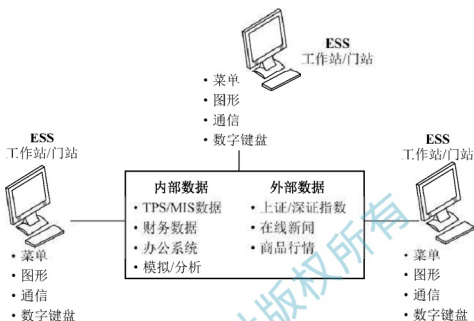 ESS
工作站/门站
• 菜单
• 图形
• 通信
• 数字键盘
ESS
工作站/门站
• 菜单
• 图形
• 通信
• 数字键盘
内部数据
• TPS/MIS数据
• 财务数据
• 办公系统
• 模拟/分析
外部数据
• 上证/深证指数
• 在线新闻
• 商品行情
ESS
工作站/门站
• 菜单
• 图形
• 通信
• 数字键盘
版权所有